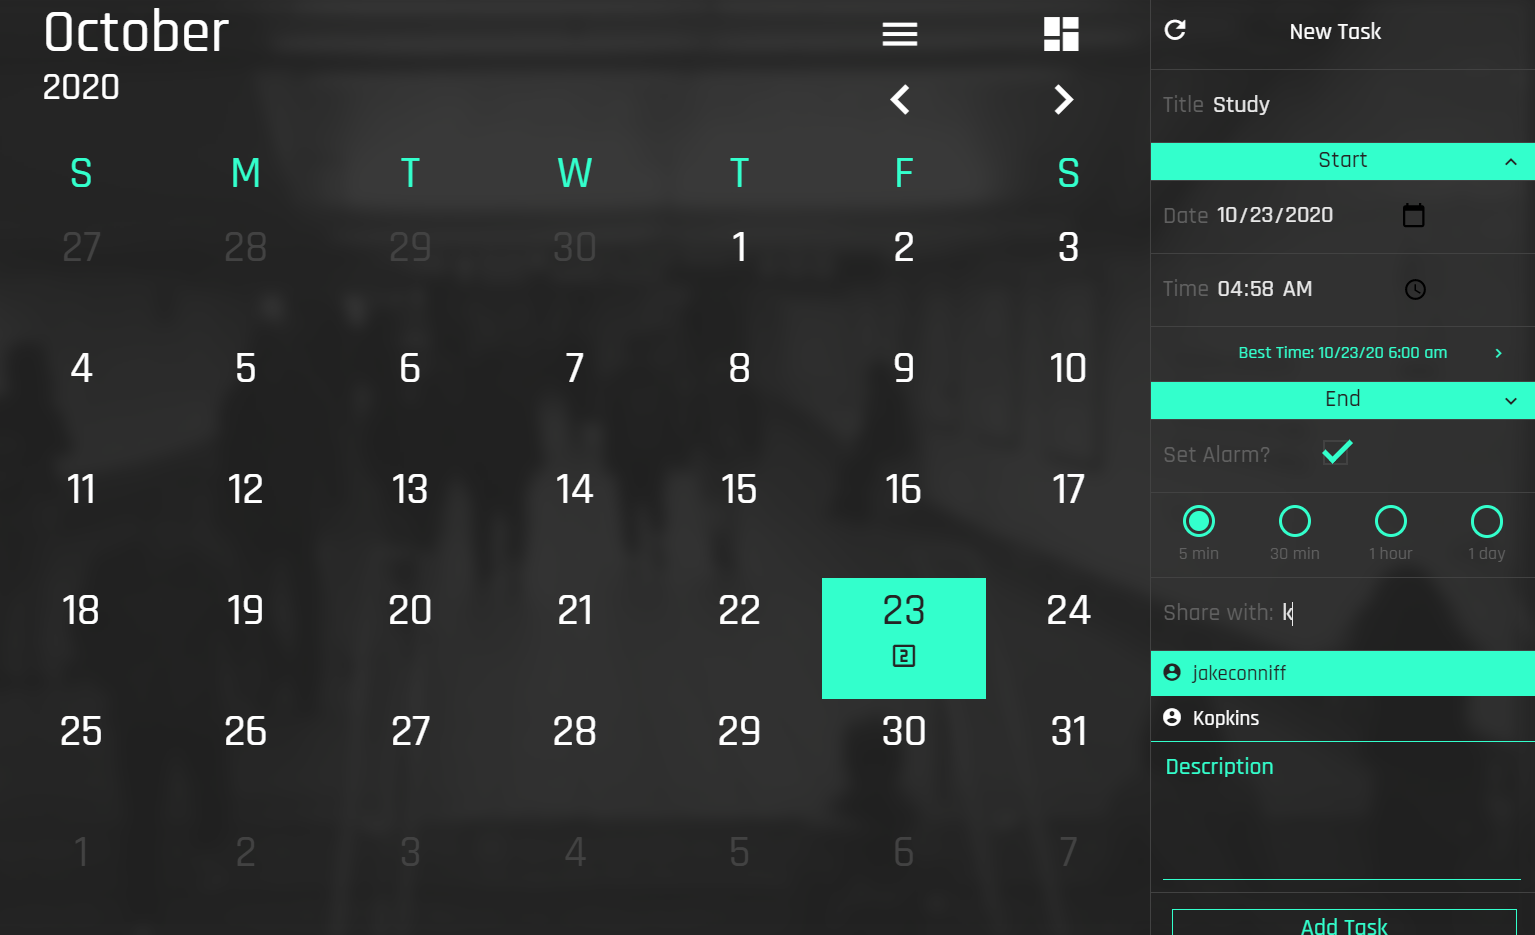 October
2020
S M T W T F S
27 28 29 30 1 2 3
4 5 6 7 8 9 10
11 12 13 14 15 16 17
18 19 20 21 22 23 24
2
25 26 27 28 29 30 31
1 2 3 4 5 6 7
New Task
Title Study
Start
Date 10/23/2020
Time 04:58 AM
Best Time: 10/23/20 6:00 am
End
Set Alarm?
5 min 30 min 1 hour 1 day
Share with: k
jakeconniff
Kopkins
Description
Add Task